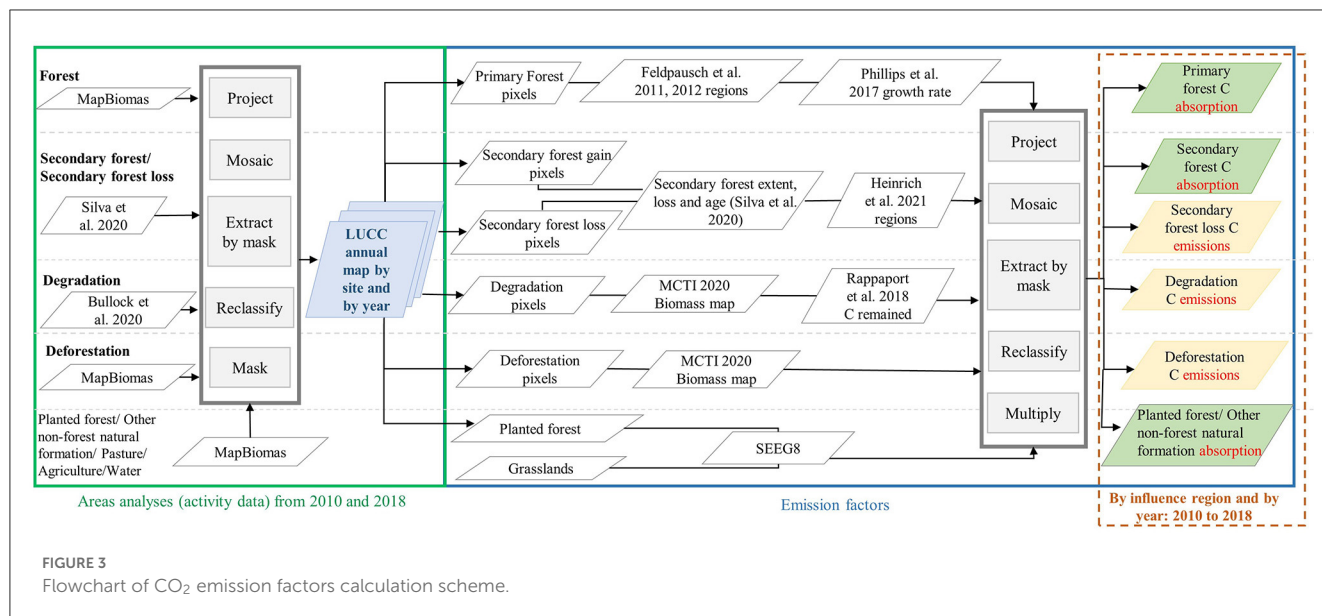 Forest
MapBiomas
Secondary forest/
Secondary forest loss
Silva et
al. 2020
Degradation
Bullock et
al. 2020
Deforestation
MapBiomas
Planted forest/ Other
non-forest natural
formation/ Pasture/
Agriculture/Water
MapBiomas
Project
Mosaic
Extract
by mask
Reclassify
Mask
LUCC
annual
map by
site and
by year
Areas analyses (activity data) from 2010 and 2018
Primary Forest
pixels
Feldpausch et al.
2011, 2012 regions
Phillips et al.
2017 growth rate
Secondary forest gain
pixels
Secondary forest loss
pixels
Secondary forest extent,
loss and age (Silva et
al. 2020)
Heinrich
et al. 2021
regions
Degradation
pixels
MCTI 2020
Biomass map
Rappaport
et al. 2018
C remained
Deforestation
pixels
MCTI 2020
Biomass map
Planted forest
Grasslands
SEEG8
Project
Mosaic
Extract by
mask
Reclassify
Multiply
Emission factors
Primary
forest C
absorption
Secondary
forest C
absorption
Secondary
forest loss C
emissions
Degradation
C emissions
Deforestation
C emissions
Planted forest/ Other
non-forest natural
formation absorption
By influence region and by
year: 2010 to 2018
FIGURE 3
Flowchart of CO₂ emission factors calculation scheme.